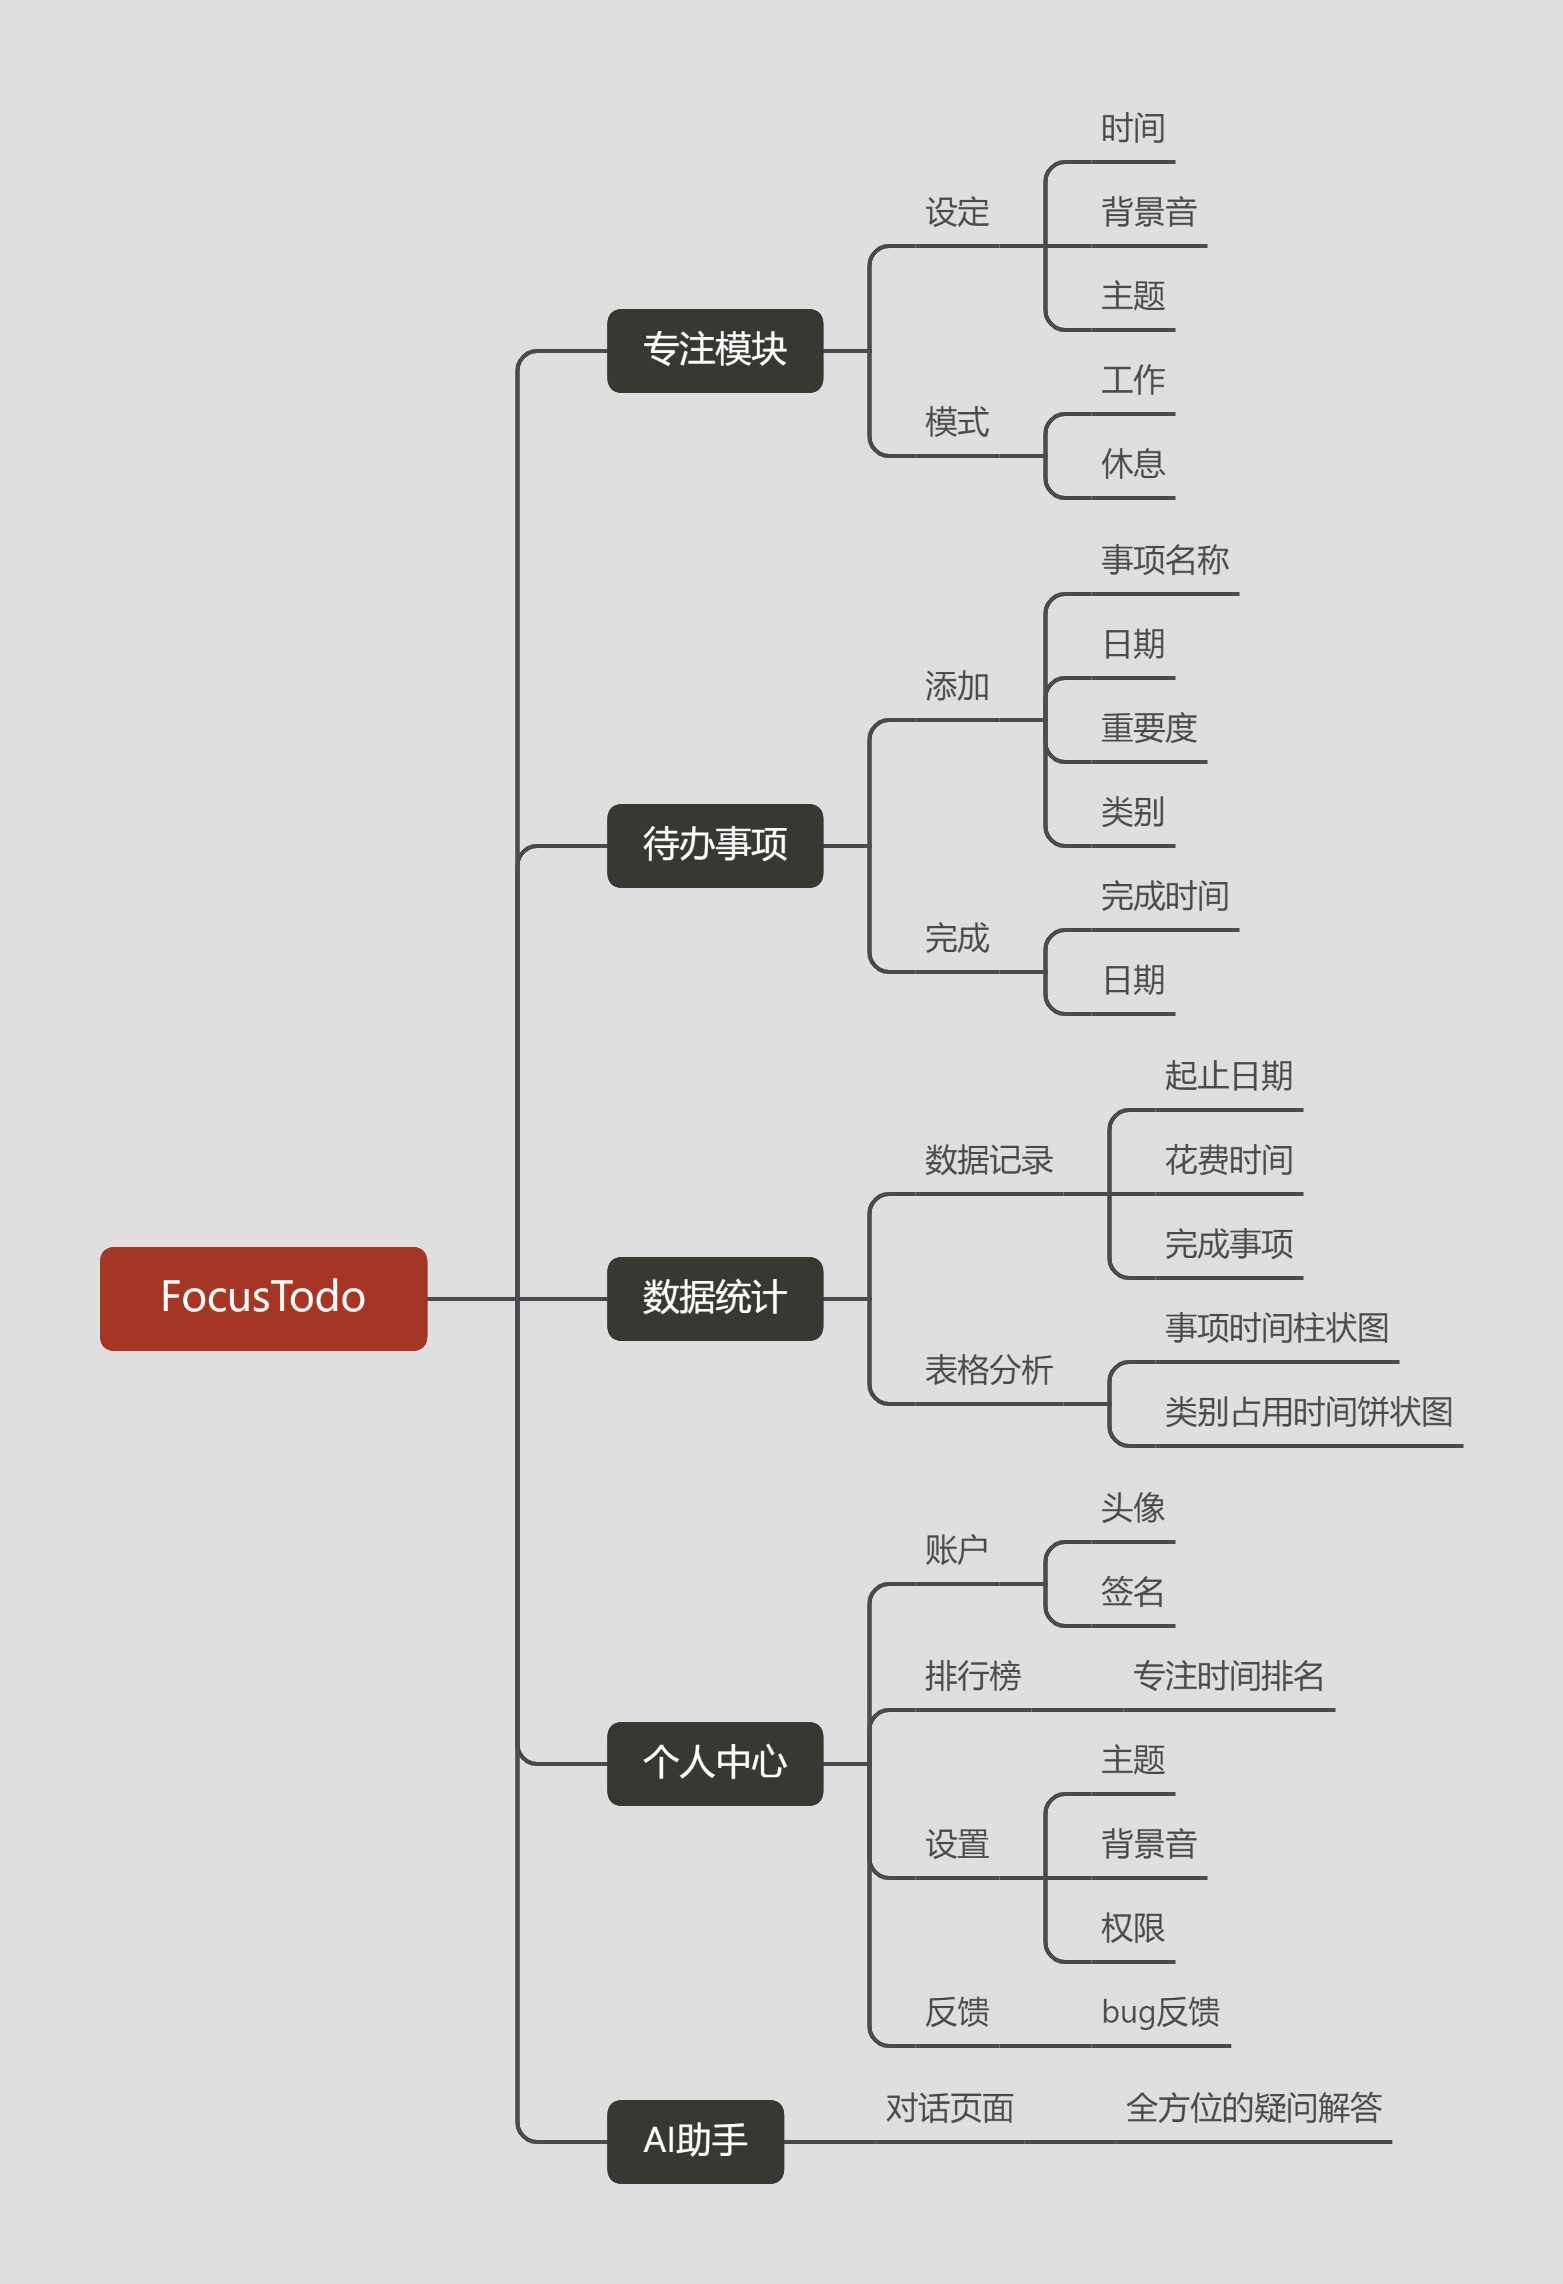 FocusTodo
专注模块
设定
时间
背景音
主题
模式
工作
休息
待办事项
添加
事项名称
日期
重要度
类别
完成
完成时间
日期
数据统计
数据记录
起止日期
花费时间
完成事项
表格分析
事项时间柱状图
类别占用时间饼状图
个人中心
账户
头像
签名
排行榜
专注时间排名
设置
主题
背景音
权限
反馈
bug反馈
AI助手
对话页面
全方位的疑问解答